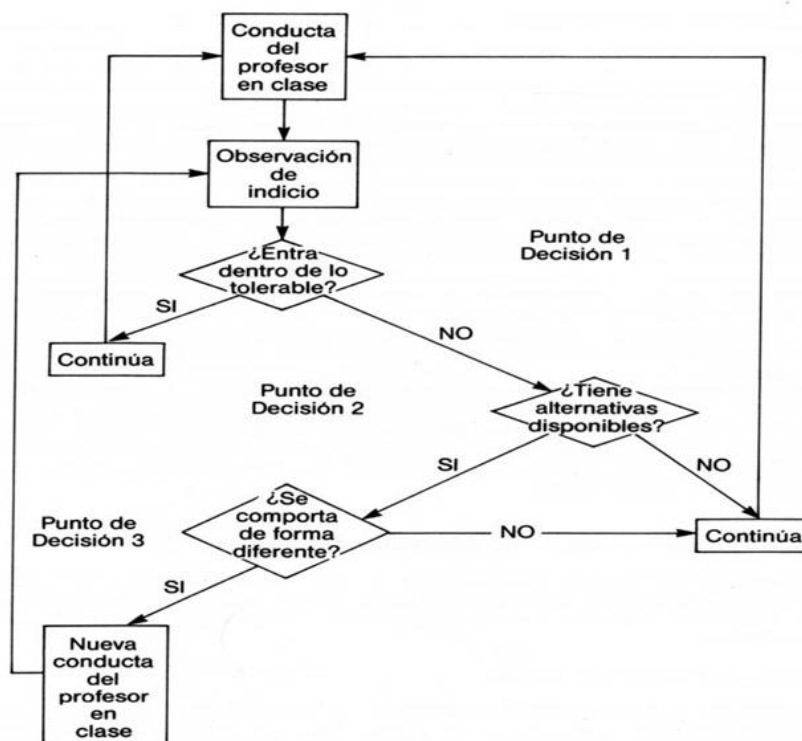 Conducta
del
profesor
en clase
Observación
de
indicio
¿Entra
dentro de lo
tolerable?
Punto de
Decisión 1
SI
NO
Continúa
Punto de
Decisión 2
¿Tiene
alternativas
disponibles?
SI
NO
¿Se
comporta
de forma
diferente?
Punto de
Decisión 3
NO
Continúa
SI
Nueva
conducta
del
profesor
en
clase